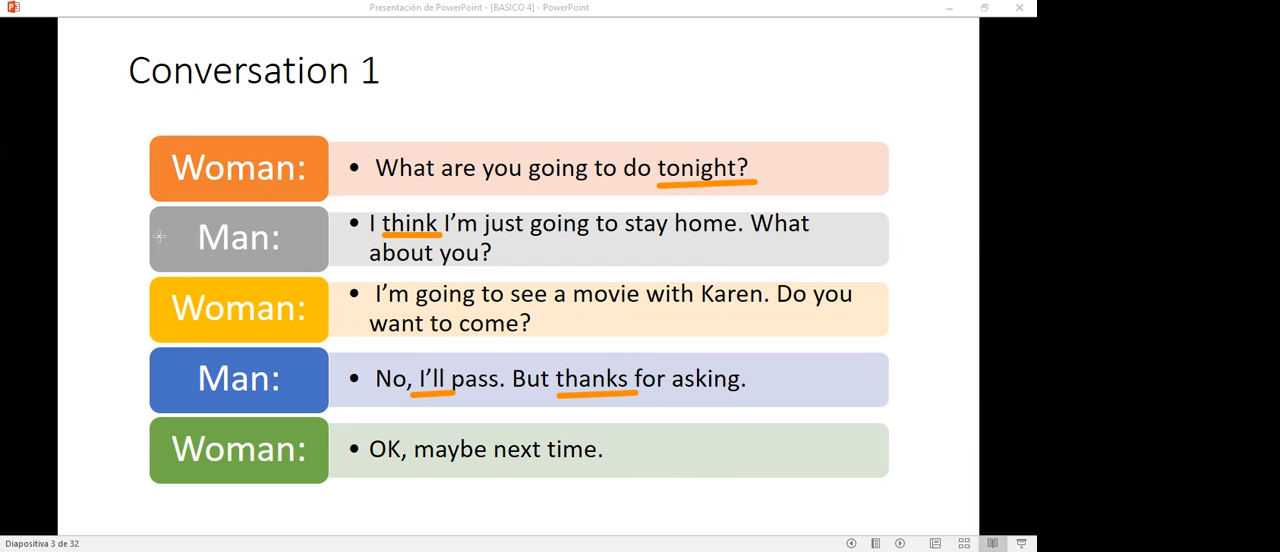 Presentación de PowerPoint - [BASICO 4] - PowerPoint
Conversation 1
Woman:
• What are you going to do tonight?
Man:
• I think I'm just going to stay home. What
about you?
Woman:
• I'm going to see a movie with Karen. Do you
want to come?
Man:
• No, I'll pass. But thanks for asking.
Woman:
• OK, maybe next time.
Diapositiva 3 de 32